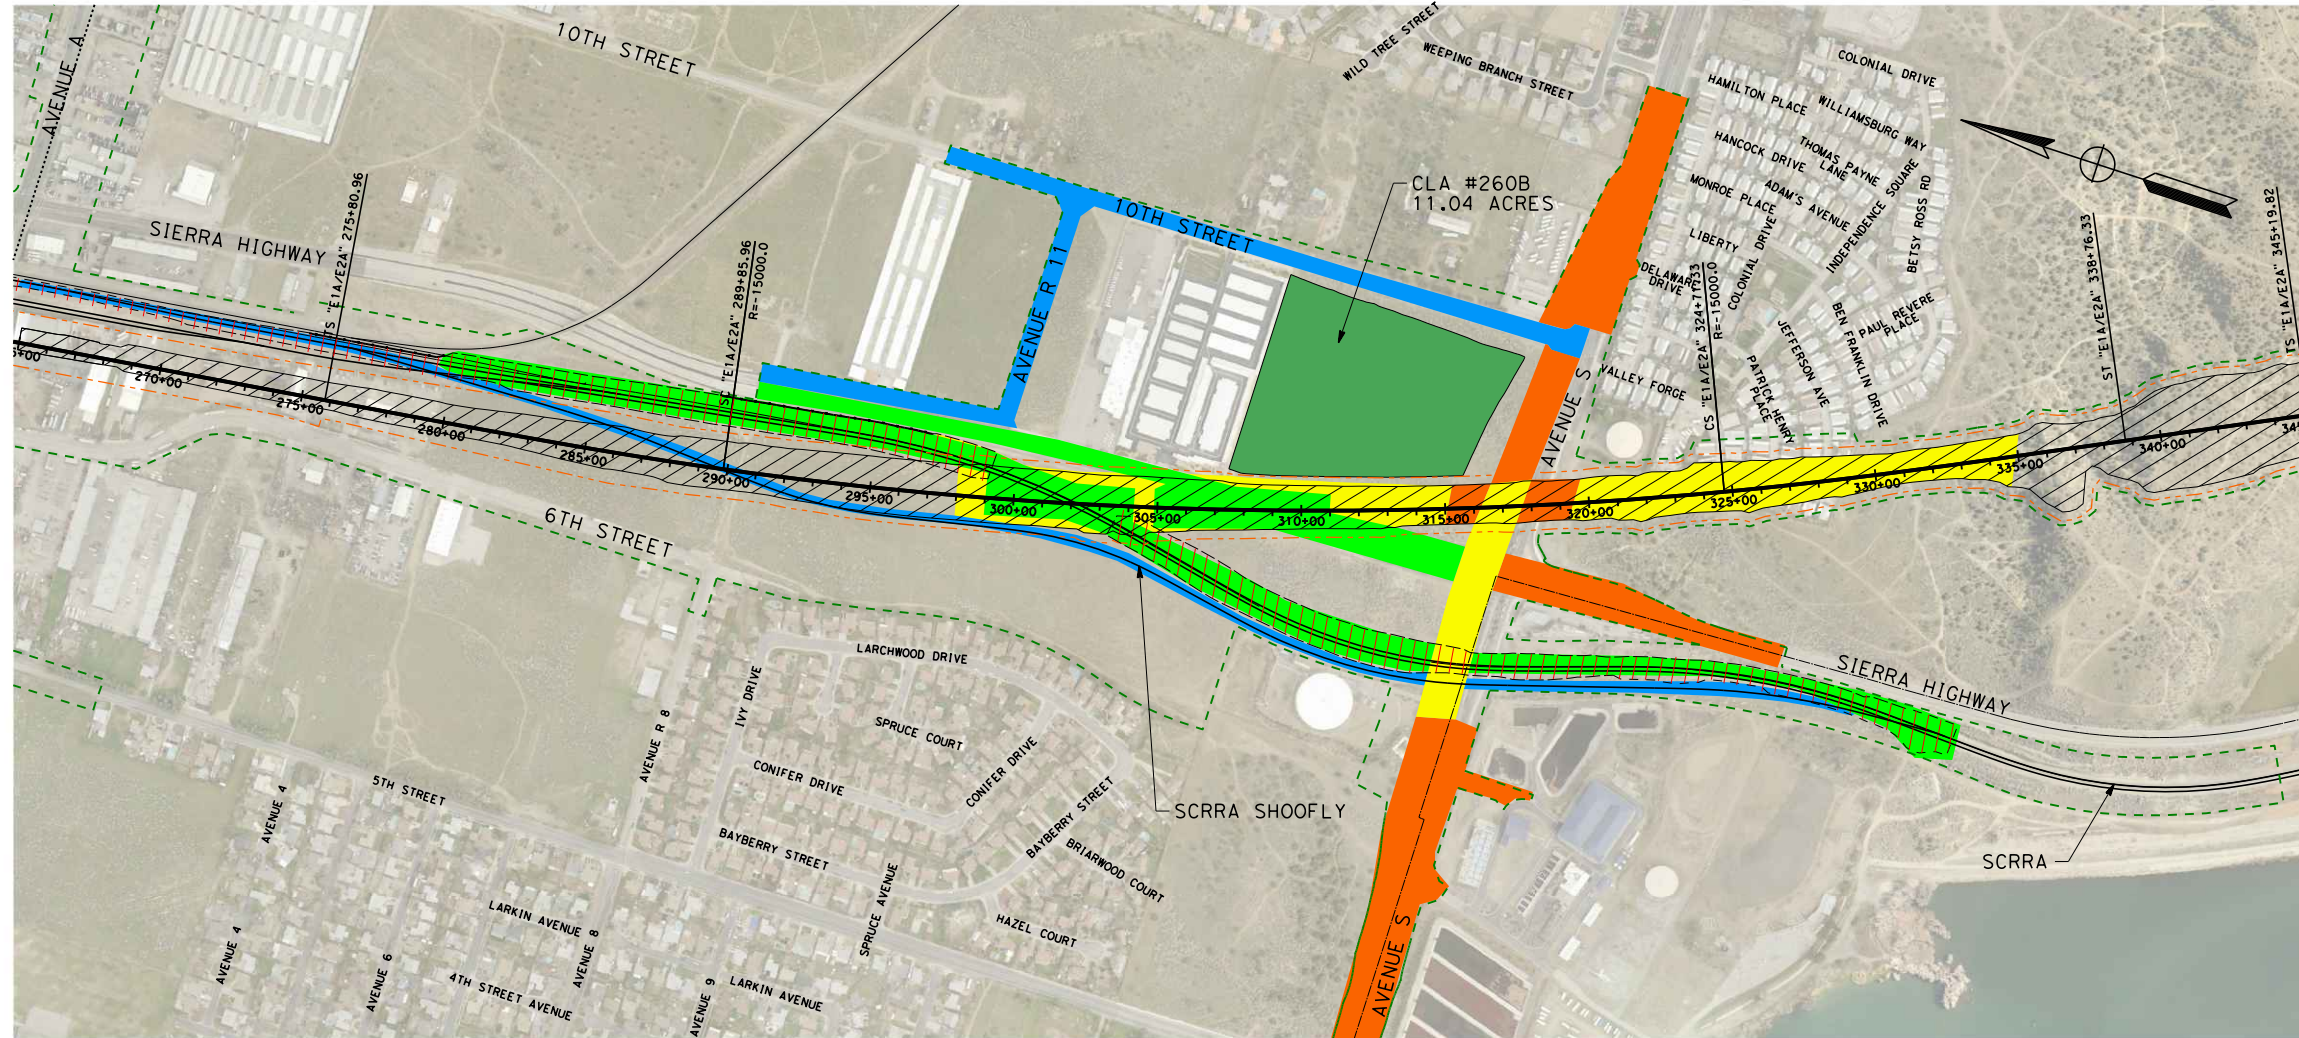 10TH STREET
AVENUE A
SIERRA HIGHWAY
TS "E1A/E2A" 275+80.96
SC "E1A/E2A" 289+85.96
R=-15000.0
AVENUE R 11
10TH STREET
CLA #260B
11.04 ACRES
WILD TREE STREET
WEEPING BRANCH STREET
COLONIAL DRIVE
HAMILTON PLACE
WILLIAMSBURG WAY
HANCOCK DRIVE
THOMAS PAYNE
LANE
MONROE PLACE
ADAM'S AVENUE
INDEPENDENCE SQUARE
BETSY ROSS RD
LIBERTY
COLONIAL DRIVE
DELAWARE
DRIVE
CS "E1A/E2A" 324+71.33
R=-15000.0
JEFFERSON AVE
BEN FRANKLIN DRIVE
PAUL REVERE
PLACE
PATRICK HENRY
PLACE
VALLEY FORGE
AVENUE S
ST "E1A/E2A" 338+76.33
TS "E1A/E2A" 345+19.82
5+00
270+00
275+00
280+00
285+00
290+00
295+00
300+00
305+00
310+00
315+00
320+00
325+00
330+00
335+00
340+00
34
6TH STREET
SIERRA HIGHWAY
LARCHWOOD DRIVE
IVY DRIVE
AVENUE R 8
SPRUCE COURT
CONIFER DRIVE
CONIFER DRIVE
BAYBERRY STREET
BAYBERRY STREET
BRIARWOOD COURT
SCRRA SHOOFLY
SCRRA
5TH STREET
AVENUE 4
SPRUCE AVENUE
HAZEL COURT
LARKIN AVENUE
AVENUE 4
AVENUE 6
AVENUE 8
4TH STREET AVENUE
AVENUE 9
LARKIN AVENUE
AVENUE S